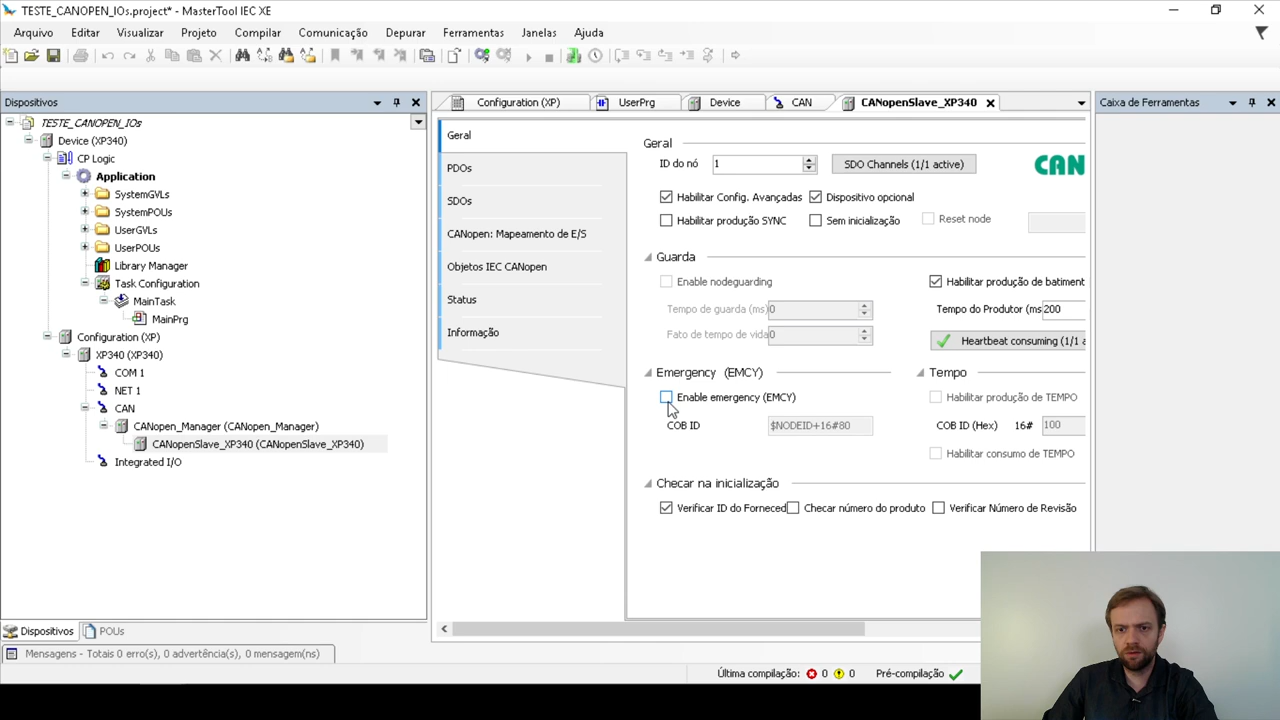 TESTE_CANOPEN_IOs.project* - MasterTool IEC XE
Arquivo Editar Visualizar Projeto Compilar Comunicação Depurar Ferramentas Janelas Ajuda
Dispositivos
TESTE_CANOPEN_IOs
Device (XP340)
CP Logic
Application
SystemGVLs
SystemPOUs
UserGVLs
UserPOUs
Library Manager
Task Configuration
MainTask
MainPrg
Configuration (XP)
XP340 (XP340)
COM 1
NET 1
CAN
CANopen_Manager (CANopen_Manager)
CANopenSlave_XP340 (CANopenSlave_XP340)
Integrated I/O
Dispositivos POUs
Configuration (XP) UserPrg Device CAN CANopenSlave_XP340
Geral
PDOs
SDOs
CANopen: Mapeamento de E/S
Objetos IEC CANopen
Status
Informação
Geral
ID do nó 1 SDO Channels (1/1 active) CAN
Habilitar Config. Avançadas Dispositivo opcional
Habilitar produção SYNC Sem inicialização Reset node
Guarda
Enable nodeguarding Habilitar produção de batiment
Tempo de guarda (ms) 0 Tempo do Produtor (ms 200
Fato de tempo de vida 0 Heartbeat consuming (1/1 a
Emergency (EMCY) Tempo
Enable emergency (EMCY) Habilitar produção de TEMPO
COB ID $NODEID+16#80 COB ID (Hex) 16# 100
Habilitar consumo de TEMPO
Checar na inicialização
Verificar ID do Forneced Checar número do produto Verificar Número de Revisão
Caixa de Ferramentas
Mensagens - Totais 0 erro(s), 0 advertência(s), 0 mensagem(ns)
Última compilação: 0 0 Pré-compilação